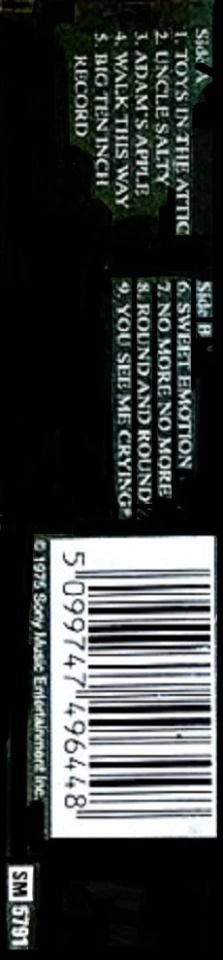 Side A
1. TOYS IN THE ATTIC
2. UNCLE SALTY
3. ADAM'S APPLE
4. WALK THIS WAY
5. BIG TEN INCH
RECORD
Side B
6. SWEET EMOTION
7. NO MORE NO MORE
8. ROUND AND ROUND
9. YOU SEE ME CRYING
5 099747 496448
© 1975 Sony Music Entertainment Inc.
SM 5791